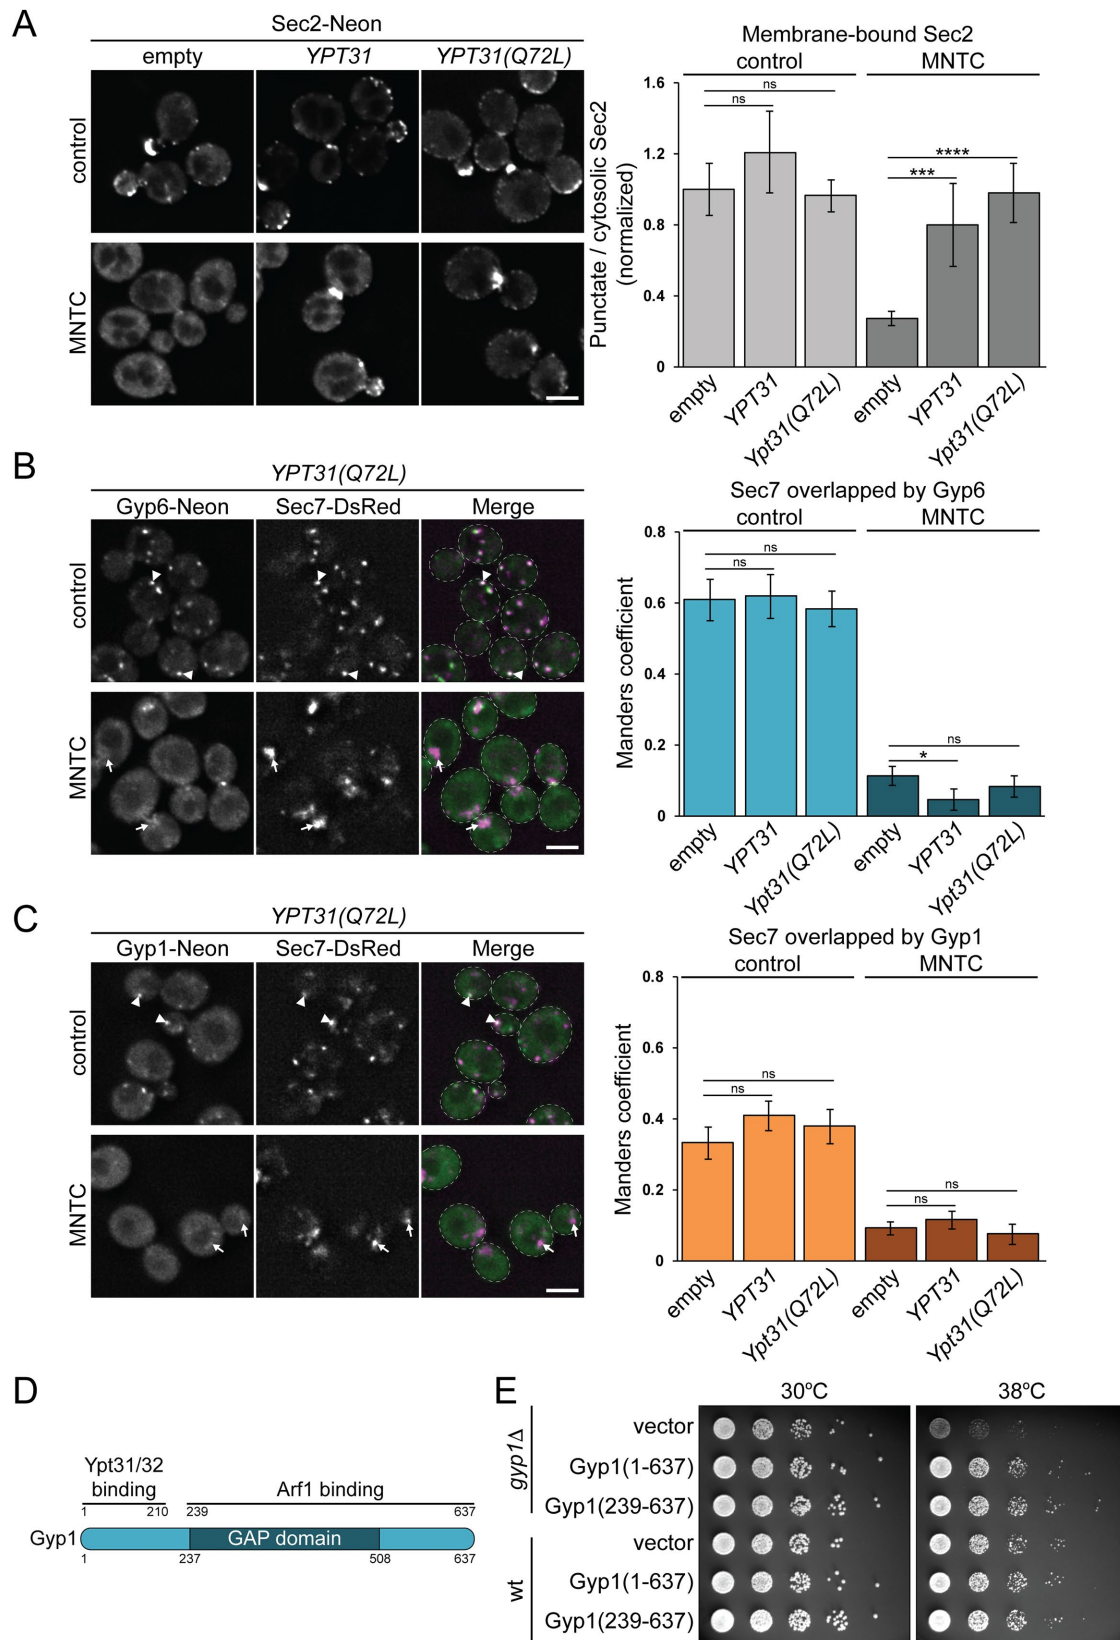 A
Sec2-Neon
empty
YPT31
YPT31(Q72L)
control
MNTC
Membrane-bound Sec2
control
MNTC
Punctate / cytosolic Sec2
(normalized)
1.6
1.2
0.8
0.4
0
ns
ns
****
***
empty
YPT31
Ypt31(Q72L)
empty
YPT31
Ypt31(Q72L)
B
YPT31(Q72L)
Gyp6-Neon
Sec7-DsRed
Merge
control
MNTC
Sec7 overlapped by Gyp6
control
MNTC
Manders coefficient
0.8
0.6
0.4
0.2
0
ns
ns
ns
*
empty
YPT31
Ypt31(Q72L)
empty
YPT31
Ypt31(Q72L)
C
YPT31(Q72L)
Gyp1-Neon
Sec7-DsRed
Merge
control
MNTC
Sec7 overlapped by Gyp1
control
MNTC
Manders coefficient
0.8
0.6
0.4
0.2
0
ns
ns
ns
ns
empty
YPT31
Ypt31(Q72L)
empty
YPT31
Ypt31(Q72L)
D
Ypt31/32
binding
Arf1 binding
1 210 239 637
Gyp1
GAP domain
1 237 508 637
E
30ºC
38ºC
gyp1Δ
vector
Gyp1(1-637)
Gyp1(239-637)
wt
vector
Gyp1(1-637)
Gyp1(239-637)